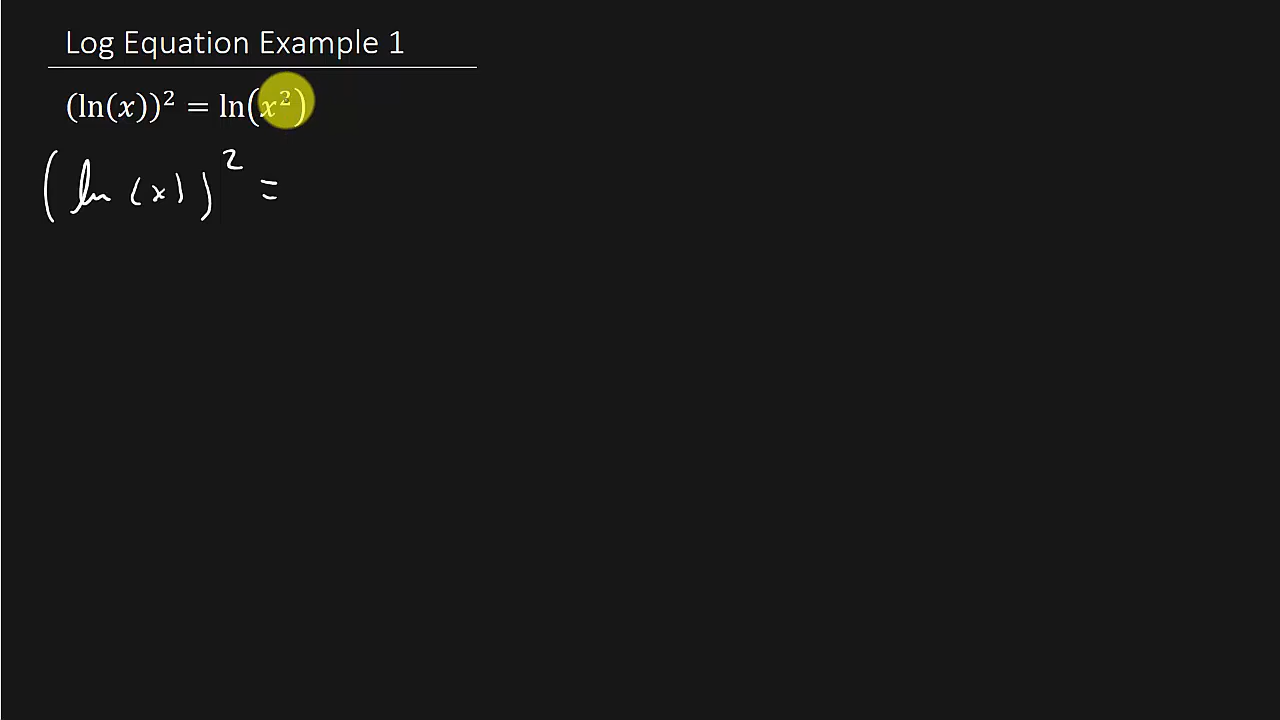 Log Equation Example 1
(ln(x))² = ln(x²)
(ln(x))² =